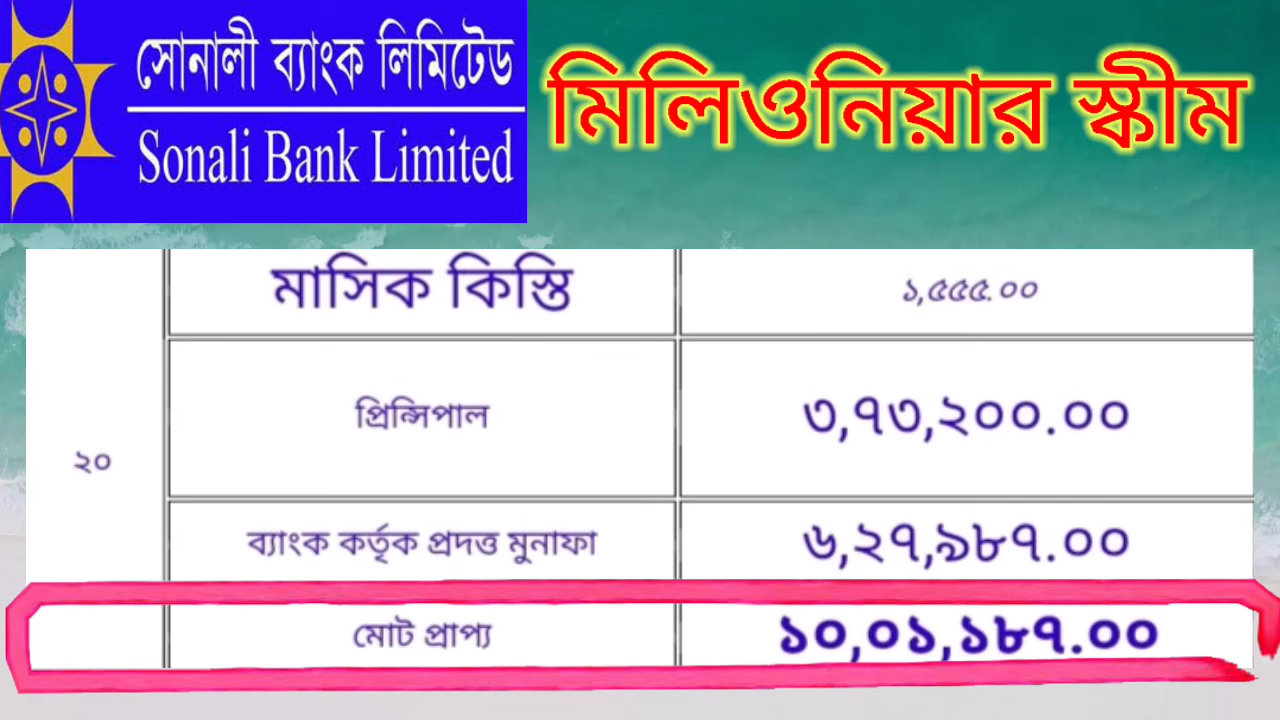 সোনালী ব্যাংক লিমিটেড
Sonali Bank Limited
মিলিওনিয়ার স্কীম
মাসিক কিস্তি ১,৫৫৫.০০
প্রিন্সিপাল ৩,৭৩,২০০.০০
২০
ব্যাংক কর্তৃক প্রদত্ত মুনাফা ৬,২৭,৯৮৭.০০
মোট প্রাপ্য ১০,০১,১৮৭.০০